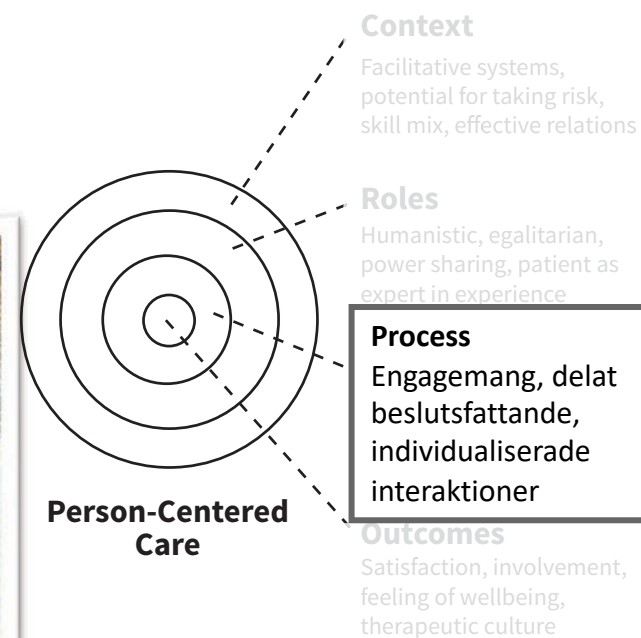 Context
Facilitative systems,
potential for taking risk,
skill mix, effective relations
Roles
Humanistic, egalitarian,
power sharing, patient as
expert in experience
Process
Engagemang, delat
beslutsfattande,
individualiserade
interaktioner
Person-Centered
Care
Outcomes
Satisfaction, involvement,
feeling of wellbeing,
therapeutic culture